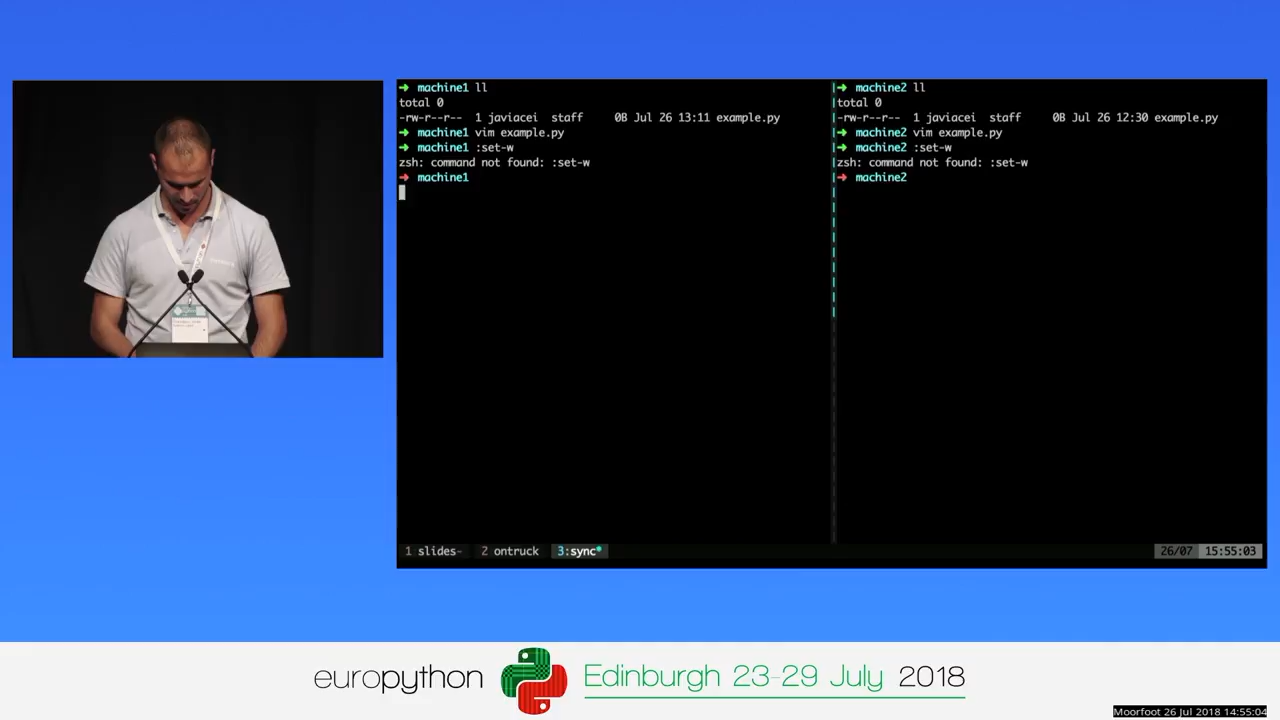 ➜ machine1 ll
total 0
-rw-r--r-- 1 javiacei staff 0B Jul 26 13:11 example.py
➜ machine1 vim example.py
➜ machine1 :set-w
zsh: command not found: :set-w
➜ machine1
➜ machine2 ll
total 0
-rw-r--r-- 1 javiacei staff 0B Jul 26 12:30 example.py
➜ machine2 vim example.py
➜ machine2 :set-w
zsh: command not found: :set-w
➜ machine2
1 slides- 2 ontruck 3:sync* 26/07 15:55:03
europython Edinburgh 23-29 July 2018
Moorfoot 26 Jul 2018 14:55:04